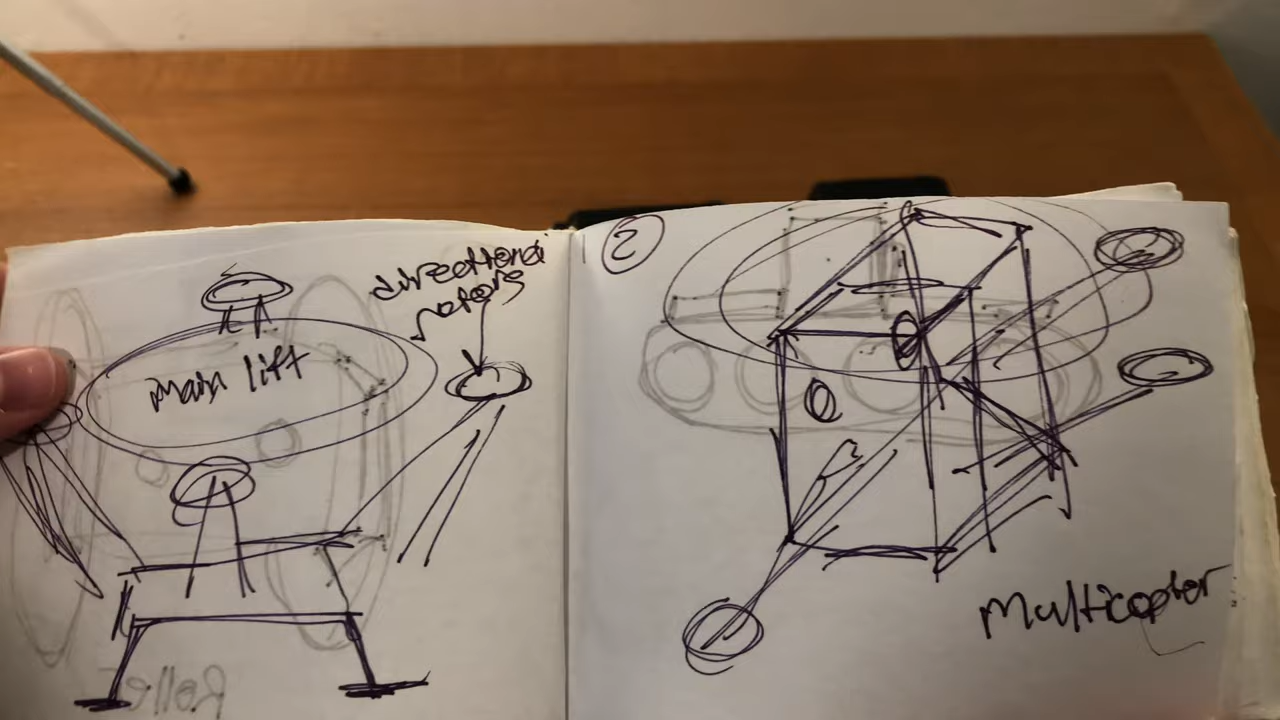 directional
rotors
main lift
2
Multicopter